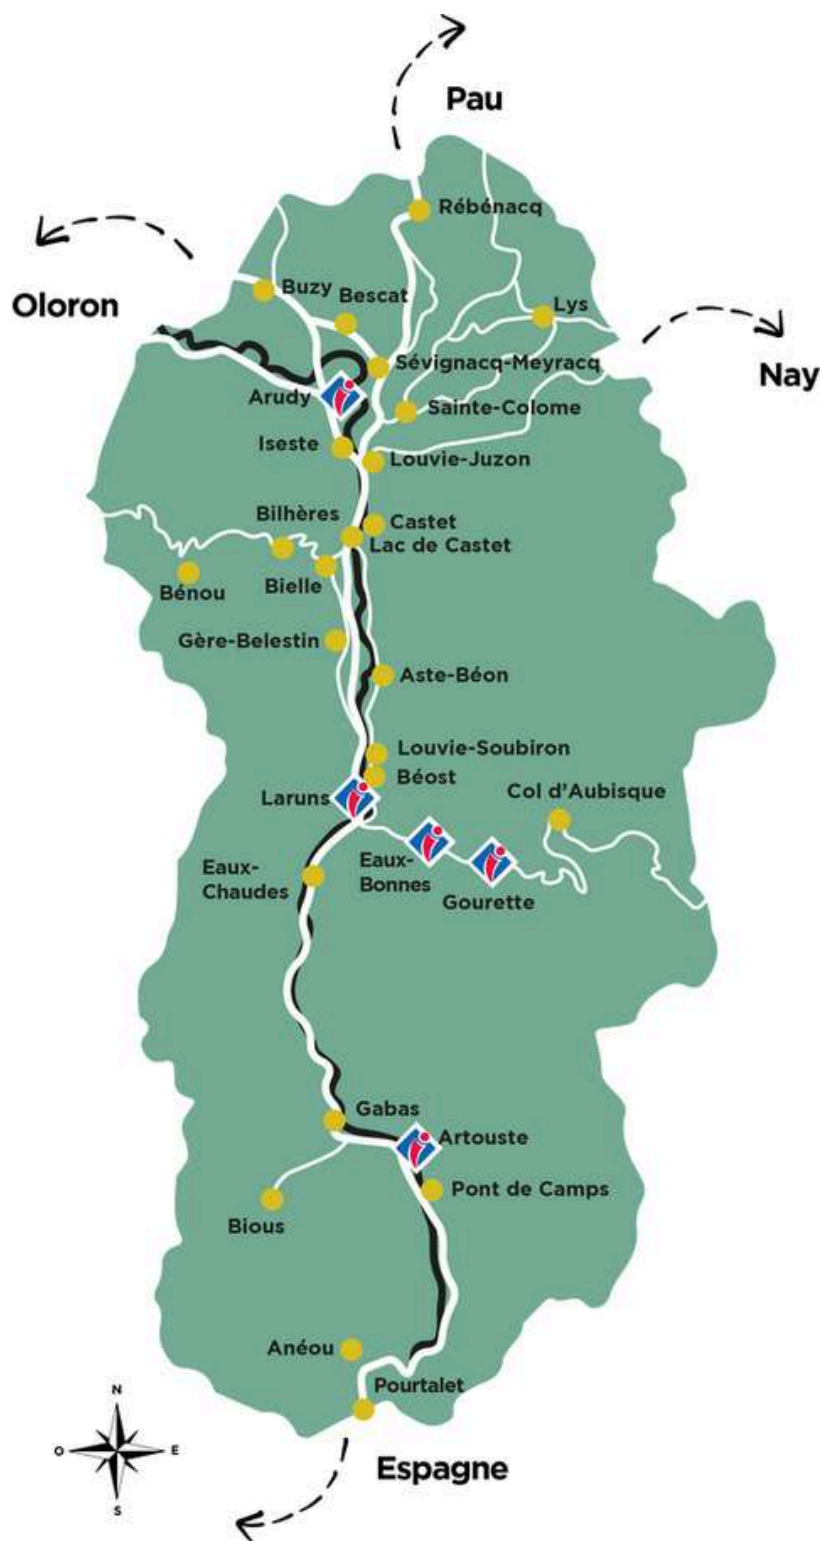 Pau
Rébénacq
Oloron
Buzy
Bescat
Lys
Nay
Sévignacq-Meyracq
Arudy
Sainte-Colome
Iseste
Louvie-Juzon
Bilhères
Castet
Lac de Castet
Bénou
Bielle
Gère-Belestin
Aste-Béon
Louvie-Soubiron
Béost
Laruns
Col d'Aubisque
Eaux-
Chaudes
Eaux-
Bonnes
Gourette
Gabas
Artouste
Pont de Camps
Bious
Anéou
Pourtalet
N
O
E
S
Espagne